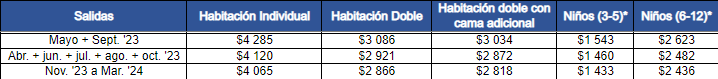 Salidas Habitación Individual Habitación Doble Habitación doble con cama adicional Niños (3-5)* Niños (6-12)*
Mayo + Sept. '23 $4 285 $3 086 $3 034 $1 543 $2 623
Abr. + jun. + jul. + ago. + oct. '23 $4 120 $2 921 $2 872 $1 460 $2 482
Nov. '23 a Mar. '24 $4 065 $2 866 $2 818 $1 433 $2 436